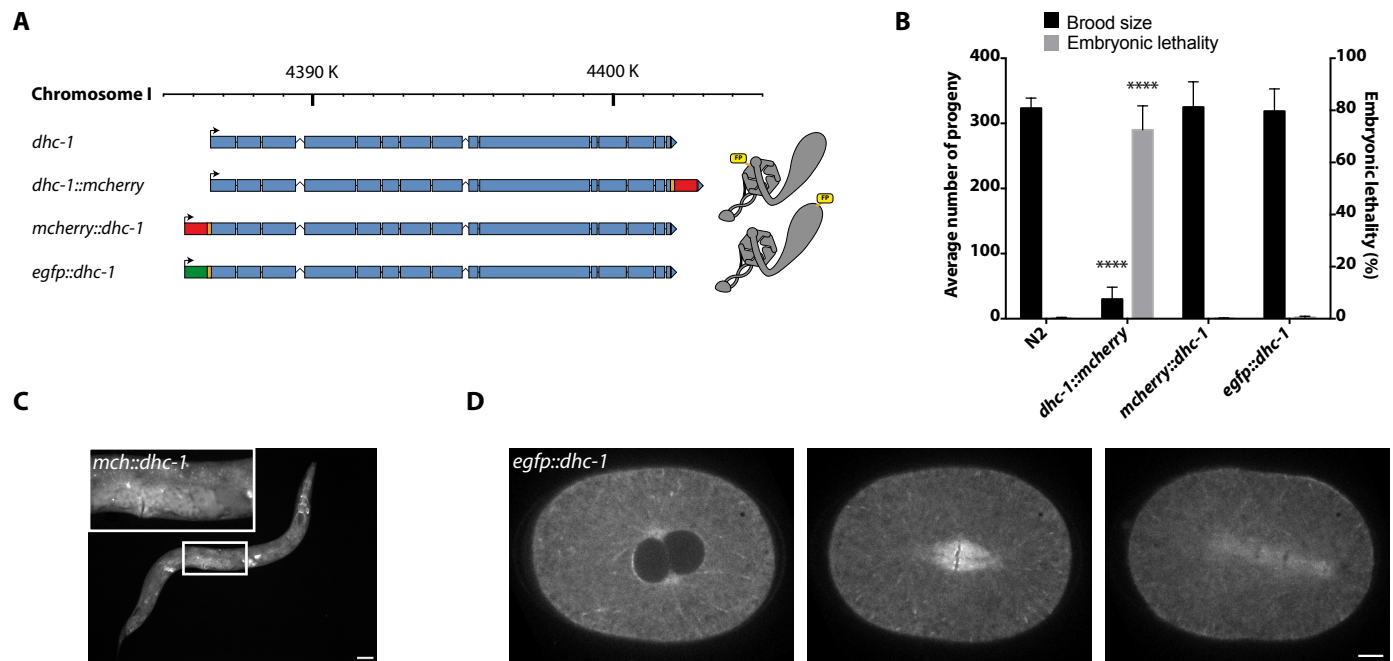 A
4390 K
4400 K
Chromosome I
dhc-1
dhc-1::mcherry
mcherry::dhc-1
egfp::dhc-1
FP
FP
B
Brood size
Embryonic lethality
400
300
200
100
0
Average number of progeny
100
80
60
40
20
0
Embryonic lethality (%)
****
****
N2
dhc-1::mcherry
mcherry::dhc-1
egfp::dhc-1
C
mch::dhc-1
D
egfp::dhc-1